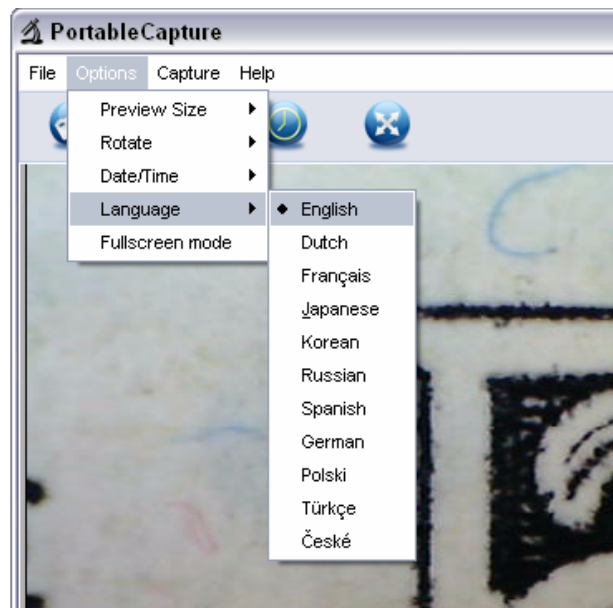 PortableCapture
File Options Capture Help
Preview Size
Rotate
Date/Time
Language
Fullscreen mode
English
Dutch
Français
Japanese
Korean
Russian
Spanish
German
Polski
Türkçe
České